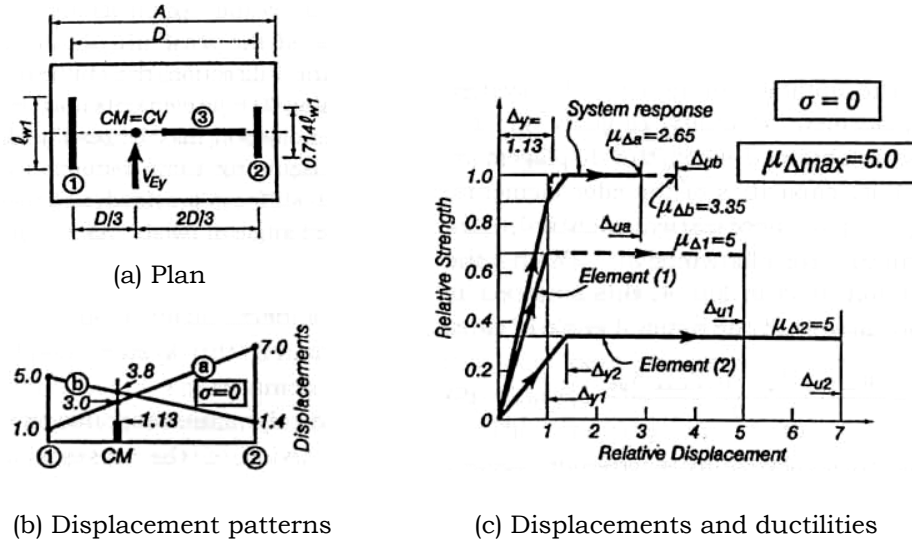 A
D
ℓw1
CM=CV
③
0.714ℓw1
①
VEy
②
D/3
2D/3
(a) Plan
5.0
ⓑ
3.8
ⓐ
7.0
3.0
σ=0
1.13
1.0
1.4
①
CM
②
Displacements
(b) Displacement patterns
σ = 0
μΔmax=5.0
Δy=
1.13
System response
μΔa=2.65
Δub
μΔb=3.35
Δua
μΔ1=5
Element (1)
Δu1
μΔ2=5
Element (2)
Δy2
Δy1
Δu2
Relative Strength
1.0
0.8
0.6
0.4
0.2
0
1
2
3
4
5
6
7
Relative Displacement
(c) Displacements and ductilities